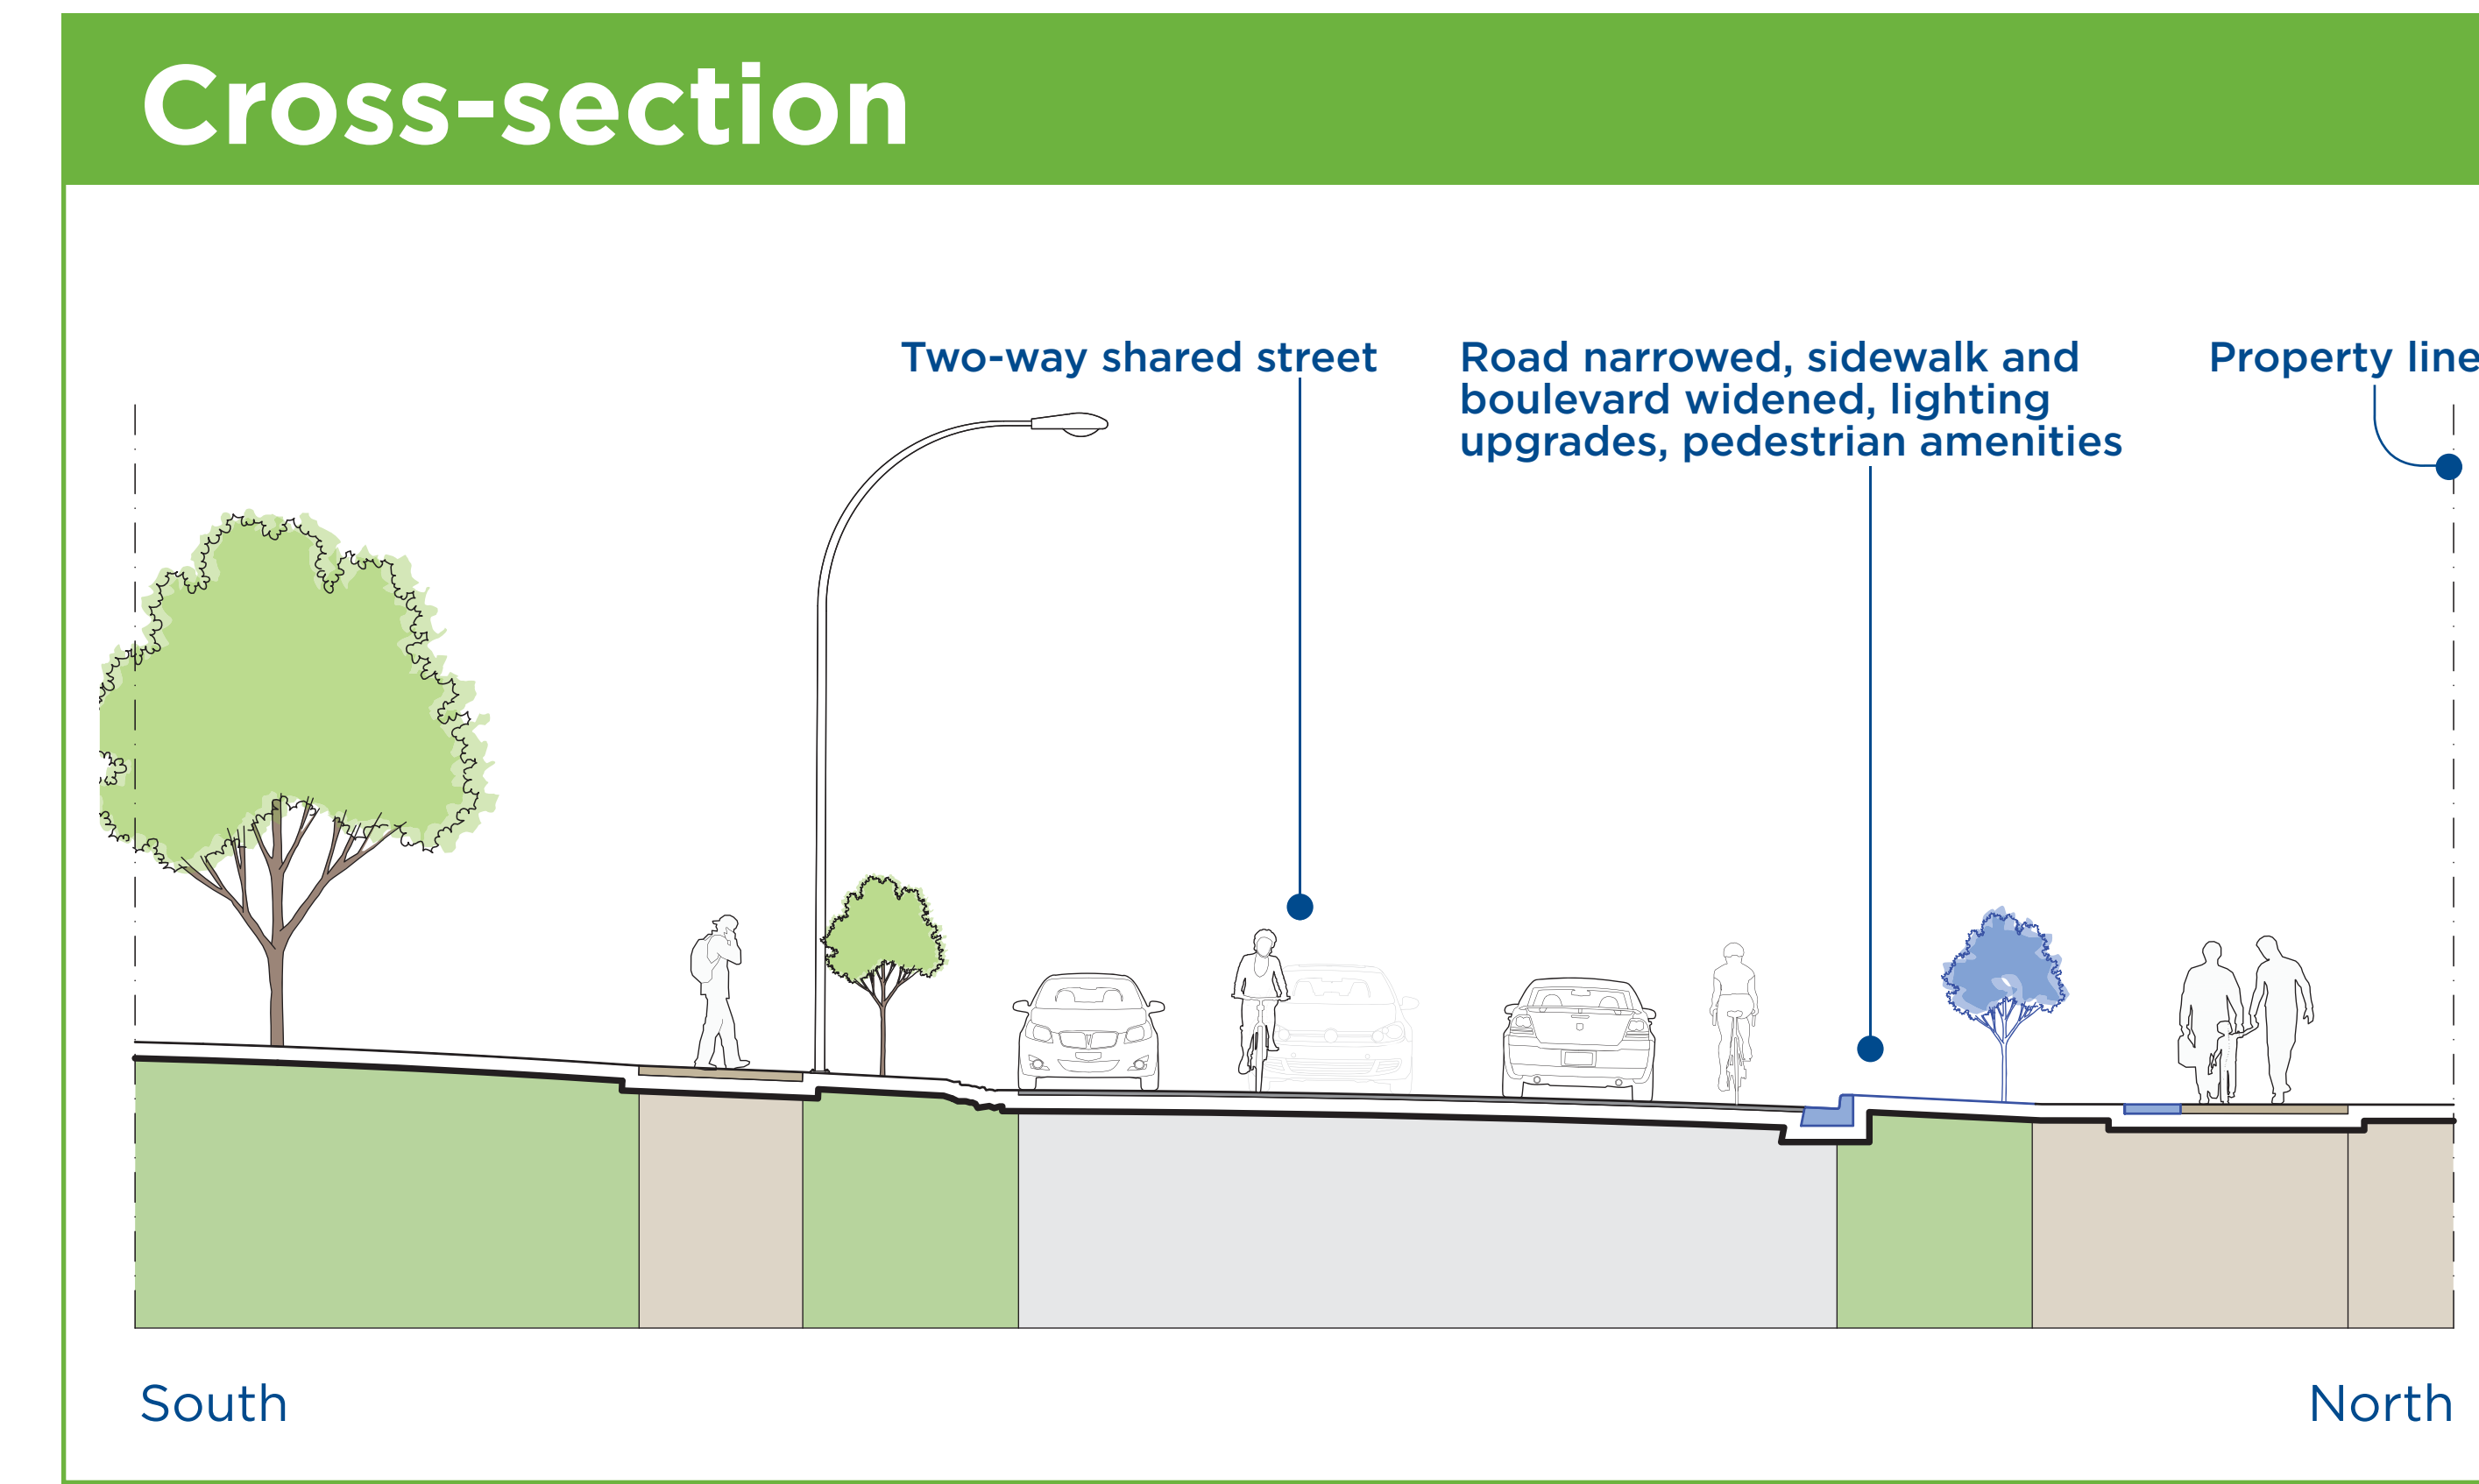 Cross-section
Two-way shared street
Road narrowed, sidewalk and
boulevard widened, lighting
upgrades, pedestrian amenities
Property line
South
North